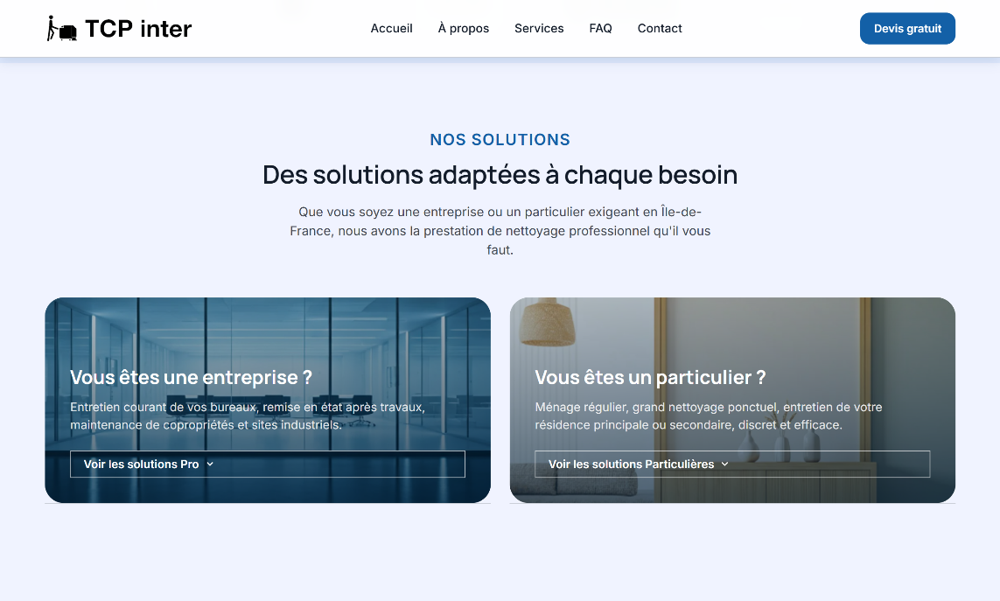 TCP inter
Accueil
À propos
Services
FAQ
Contact
Devis gratuit
NOS SOLUTIONS
Des solutions adaptées à chaque besoin
Que vous soyez une entreprise ou un particulier exigeant en Île-de-
France, nous avons la prestation de nettoyage professionnel qu'il vous
faut.
Vous êtes une entreprise ?
Entretien courant de vos bureaux, remise en état après travaux,
maintenance de copropriétés et sites industriels.
Voir les solutions Pro
Vous êtes un particulier ?
Ménage régulier, grand nettoyage ponctuel, entretien de votre
résidence principale ou secondaire, discret et efficace.
Voir les solutions Particulières